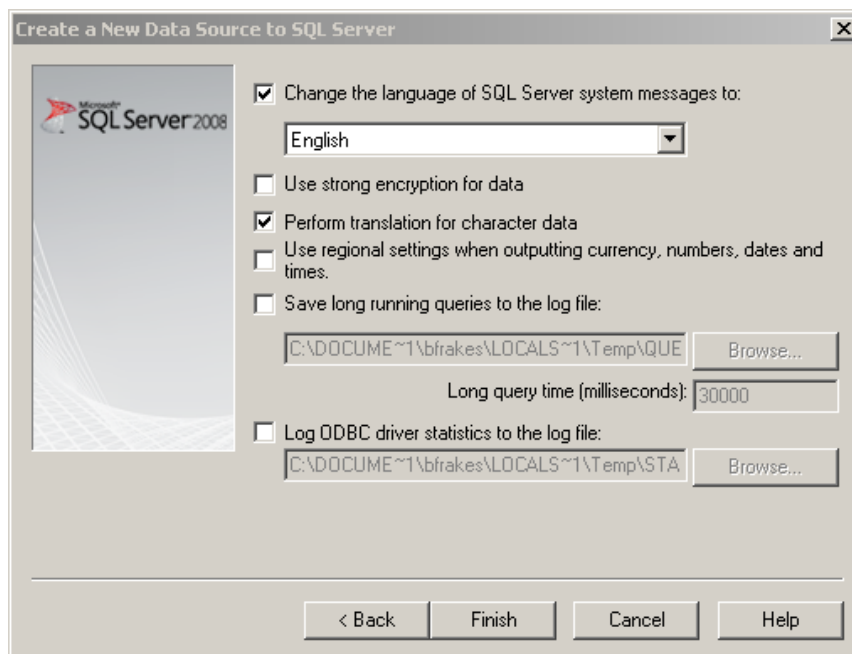 Create a New Data Source to SQL Server
Microsoft
SQL Server 2008
Change the language of SQL Server system messages to:
English
Use strong encryption for data
Perform translation for character data
Use regional settings when outputting currency, numbers, dates and
times.
Save long running queries to the log file:
C:\DOCUME~1\bfrakes\LOCALS~1\Temp\QUE
Browse...
Long query time (milliseconds):
30000
Log ODBC driver statistics to the log file:
C:\DOCUME~1\bfrakes\LOCALS~1\Temp\STA
Browse...
< Back
Finish
Cancel
Help